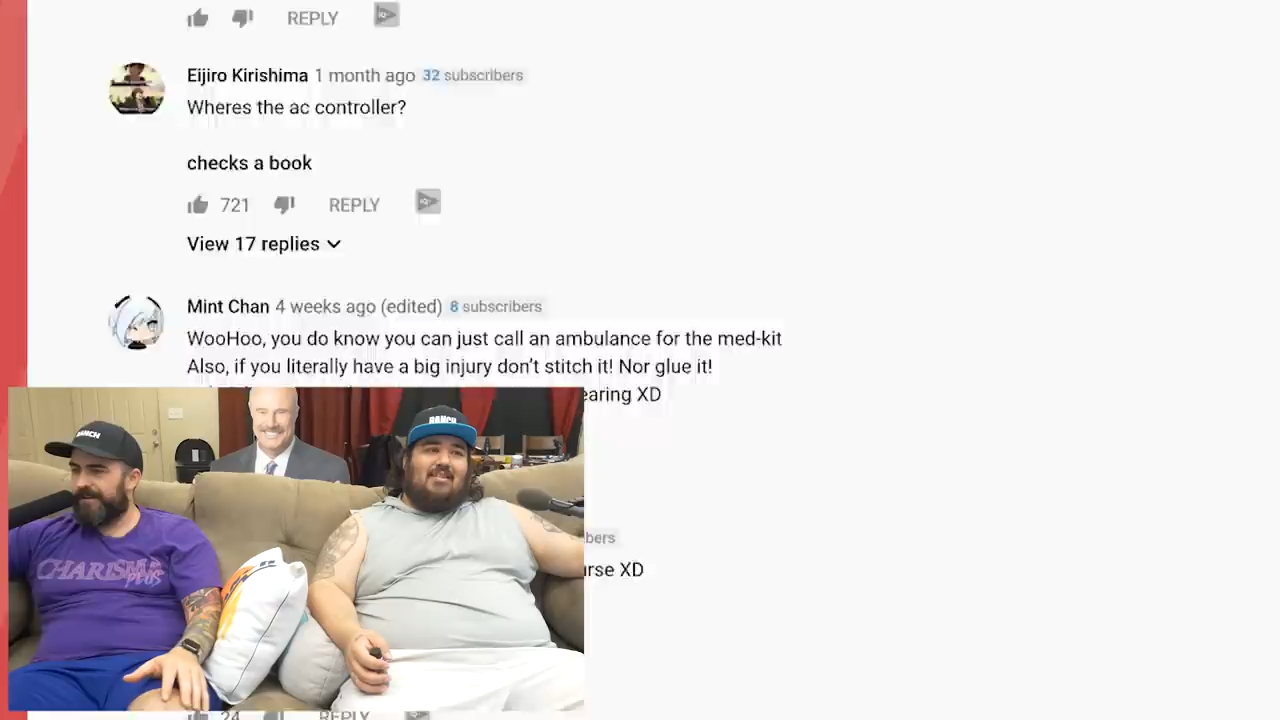 REPLY
Eijiro Kirishima 1 month ago 32 subscribers
Wheres the ac controller?
checks a book
721 REPLY
View 17 replies
Mint Chan 4 weeks ago (edited) 8 subscribers
WooHoo, you do know you can just call an ambulance for the med-kit
Also, if you literally have a big injury don't stitch it! Nor glue it!
earing XD
bers
urse XD
RANCH
RANCH
CHARISMA
PLUS
24 REPLY